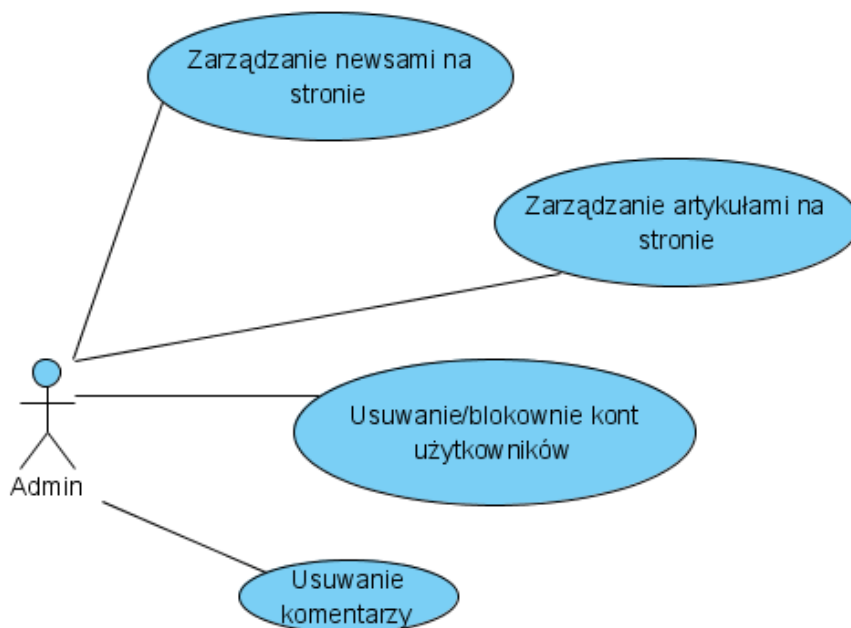 Zarządzanie newsami na
stronie
Zarządzanie artykułami na
stronie
Usuwanie/blokownie kont
użytkowników
Admin
Usuwanie
komentarzy